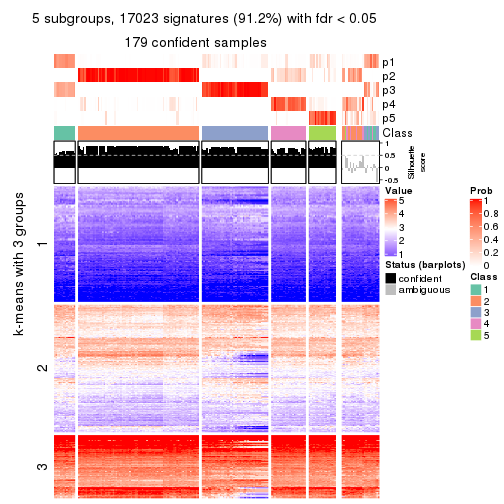 5 subgroups, 17023 signatures (91.2%) with fdr < 0.05
179 confident samples
p1
p2
p3
p4
p5
Class
1
0.5
0
-0.5
Silhouette
score
k-means with 3 groups
1
2
3
Value
5
4
3
2
1
Status (barplots)
confident
ambiguous
Prob
1
0.8
0.6
0.4
0.2
0
Class
1
2
3
4
5